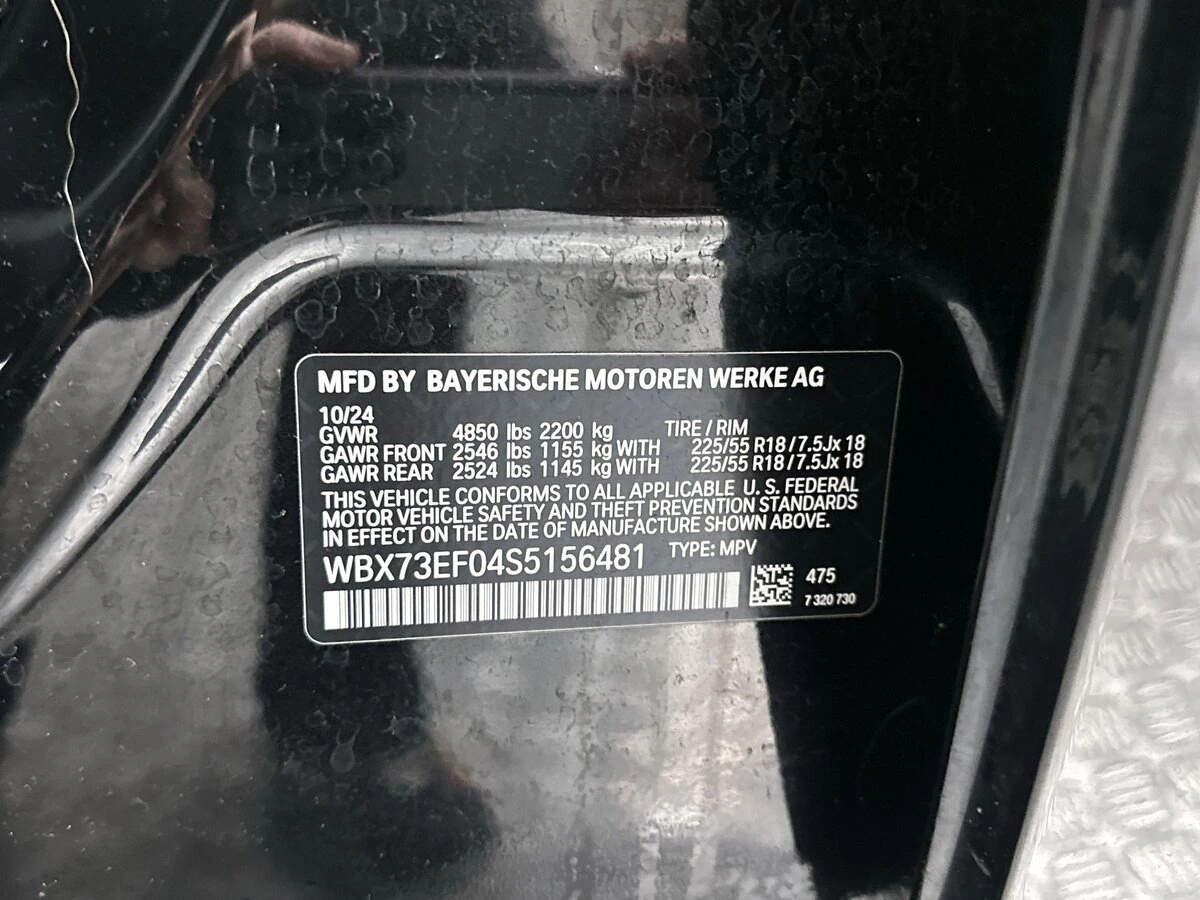 MFD BY BAYERISCHE MOTOREN WERKE AG
10/24
GVWR 4850 lbs 2200 kg TIRE / RIM
GAWR FRONT 2546 lbs 1155 kg WITH 225/55 R18 / 7.5Jx 18
GAWR REAR 2524 lbs 1145 kg WITH 225/55 R18 / 7.5Jx 18
THIS VEHICLE CONFORMS TO ALL APPLICABLE U. S. FEDERAL
MOTOR VEHICLE SAFETY AND THEFT PREVENTION STANDARDS
IN EFFECT ON THE DATE OF MANUFACTURE SHOWN ABOVE.
WBX73EF04S5156481 TYPE: MPV
475
7 320 730